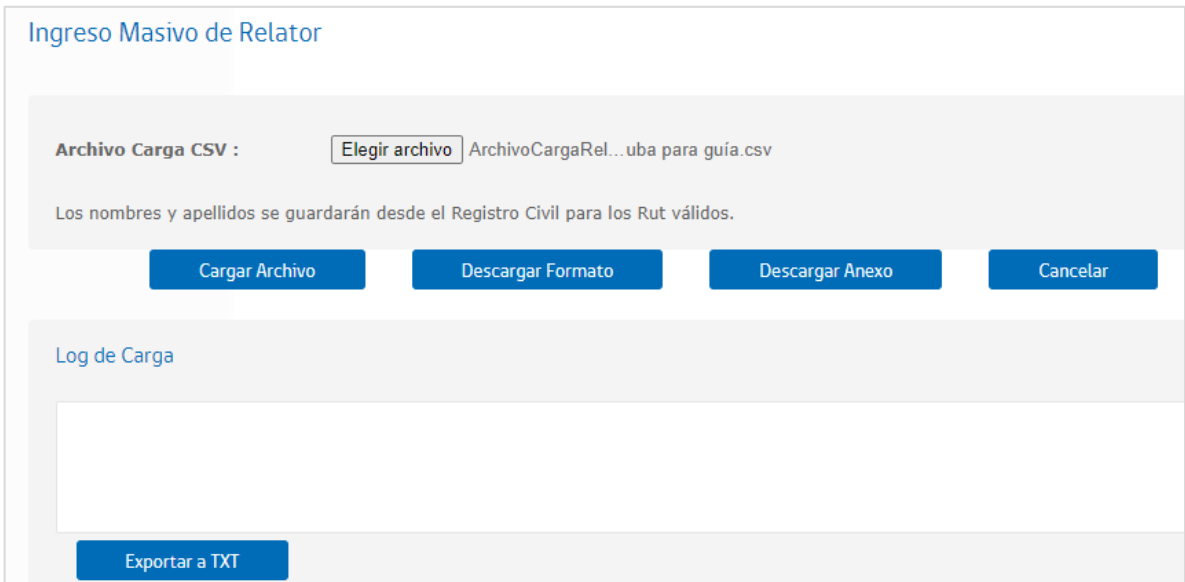 Ingreso Masivo de Relator
Archivo Carga CSV : Elegir archivo ArchivoCargaRel...uba para guía.csv
Los nombres y apellidos se guardarán desde el Registro Civil para los Rut válidos.
Cargar Archivo Descargar Formato Descargar Anexo Cancelar
Log de Carga
Exportar a TXT